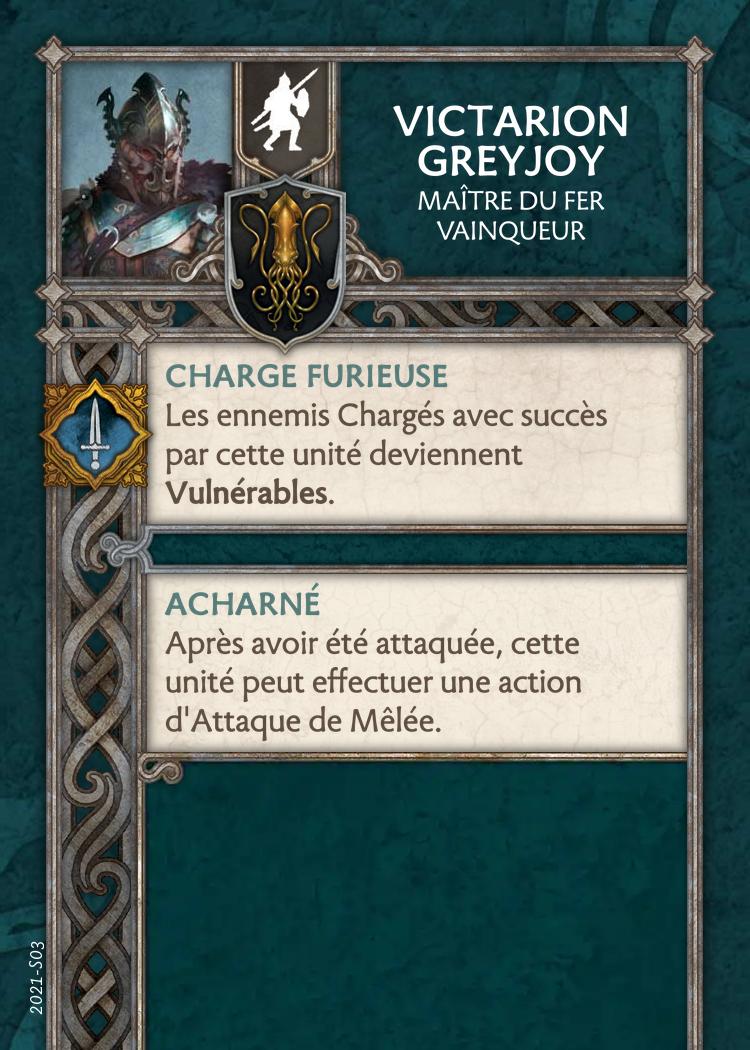 VICTARION
GREYJOY
MAÎTRE DU FER
VAINQUEUR
CHARGE FURIEUSE
Les ennemis Chargés avec succès
par cette unité deviennent
Vulnérables.
ACHARNÉ
Après avoir été attaquée, cette
unité peut effectuer une action
d'Attaque de Mêlée.
2021-S03